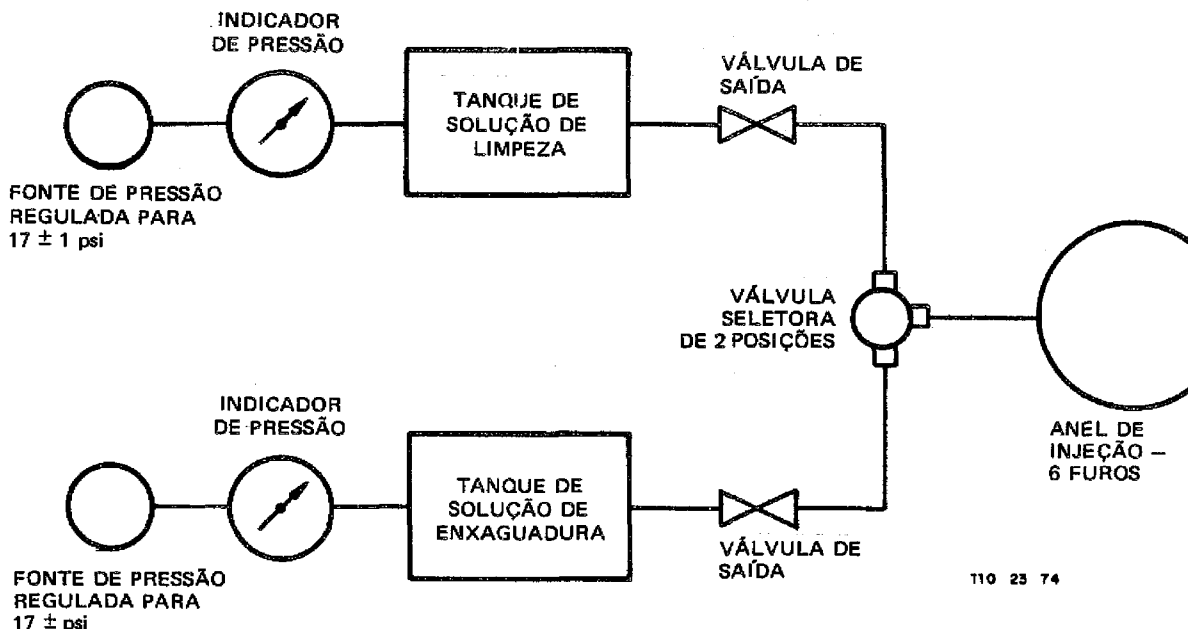 INDICADOR
DE PRESSÃO
TANQUE DE
SOLUÇÃO DE
LIMPEZA
VÁLVULA DE
SAÍDA
FONTE DE PRESSÃO
REGULADA PARA
17 ± 1 psi
VÁLVULA
SELETORA
DE 2 POSIÇÕES
ANEL DE
INJEÇÃO –
6 FUROS
INDICADOR
DE PRESSÃO
TANQUE DE
SOLUÇÃO DE
ENXAGUADURA
VÁLVULA DE
SAÍDA
FONTE DE PRESSÃO
REGULADA PARA
17 ± psi
T10 23 74